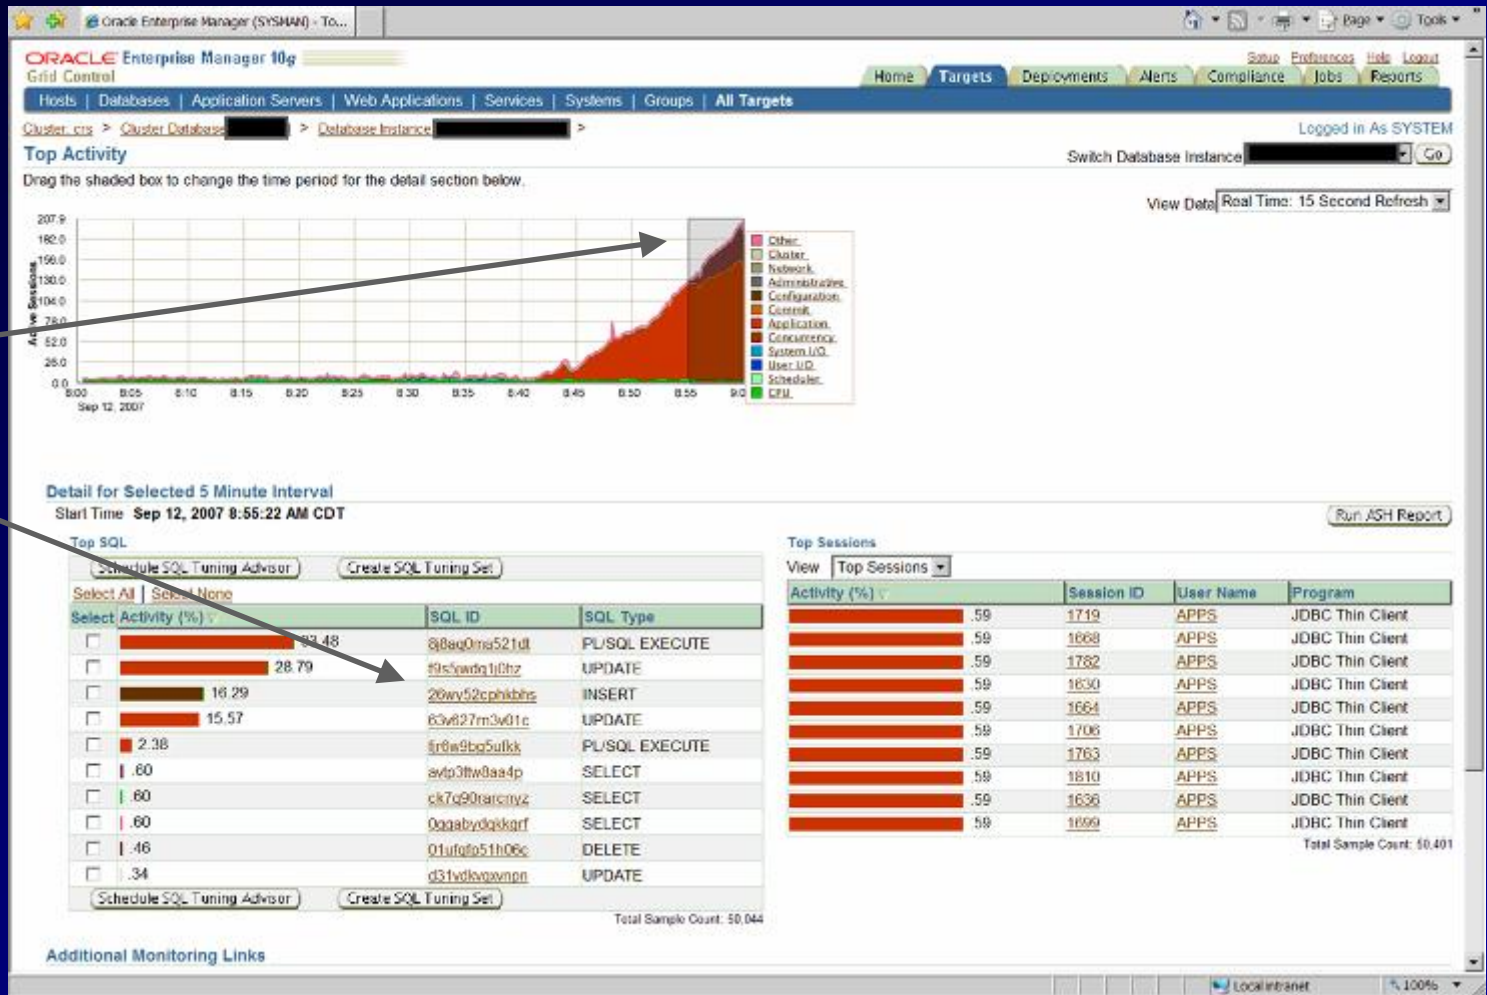 Oracle Enterprise Manager (SYSMAN) - To...
Page Tools
ORACLE Enterprise Manager 10g
Grid Control
Setup Preferences Help Logout
Home Targets Deployments Alerts Compliance Jobs Reports
Hosts | Databases | Application Servers | Web Applications | Services | Systems | Groups | All Targets
Cluster: crs > Cluster Database > Database Instance >
Logged in As SYSTEM
Top Activity
Switch Database Instance Go
Drag the shaded box to change the time period for the detail section below.
View Data Real Time: 15 Second Refresh
Active Sessions
207.9
182.0
156.0
130.0
104.0
78.0
52.0
26.0
0.0
8:00 8:05 8:10 8:15 8:20 8:25 8:30 8:35 8:40 8:45 8:50 8:55 9:0
Sep 12, 2007
Other
Cluster
Network
Administrative
Configuration
Commit
Application
Concurrency
System I/O
User I/O
Scheduler
CPU
Detail for Selected 5 Minute Interval
Start Time Sep 12, 2007 8:55:22 AM CDT
Run ASH Report
Top SQL
Schedule SQL Tuning Advisor Create SQL Tuning Set
Select All | Select None
Select Activity (%) SQL ID SQL Type
33.48 PL/SQL EXECUTE
28.79 UPDATE
16.29 26wv52cphkbhs INSERT
15.57 63v627m3v01c UPDATE
2.38 PL/SQL EXECUTE
.60 SELECT
.60 SELECT
.60 SELECT
.46 DELETE
.34 UPDATE
Schedule SQL Tuning Advisor Create SQL Tuning Set
Total Sample Count: 50,044
Top Sessions
View Top Sessions
Activity (%) Session ID User Name Program
.59 1719 APPS JDBC Thin Client
.59 1668 APPS JDBC Thin Client
.59 1782 APPS JDBC Thin Client
.59 1630 APPS JDBC Thin Client
.59 1664 APPS JDBC Thin Client
.59 1706 APPS JDBC Thin Client
.59 1763 APPS JDBC Thin Client
.59 1810 APPS JDBC Thin Client
.59 1636 APPS JDBC Thin Client
.59 1699 APPS JDBC Thin Client
Total Sample Count: 50,401
Additional Monitoring Links
Local intranet 100%